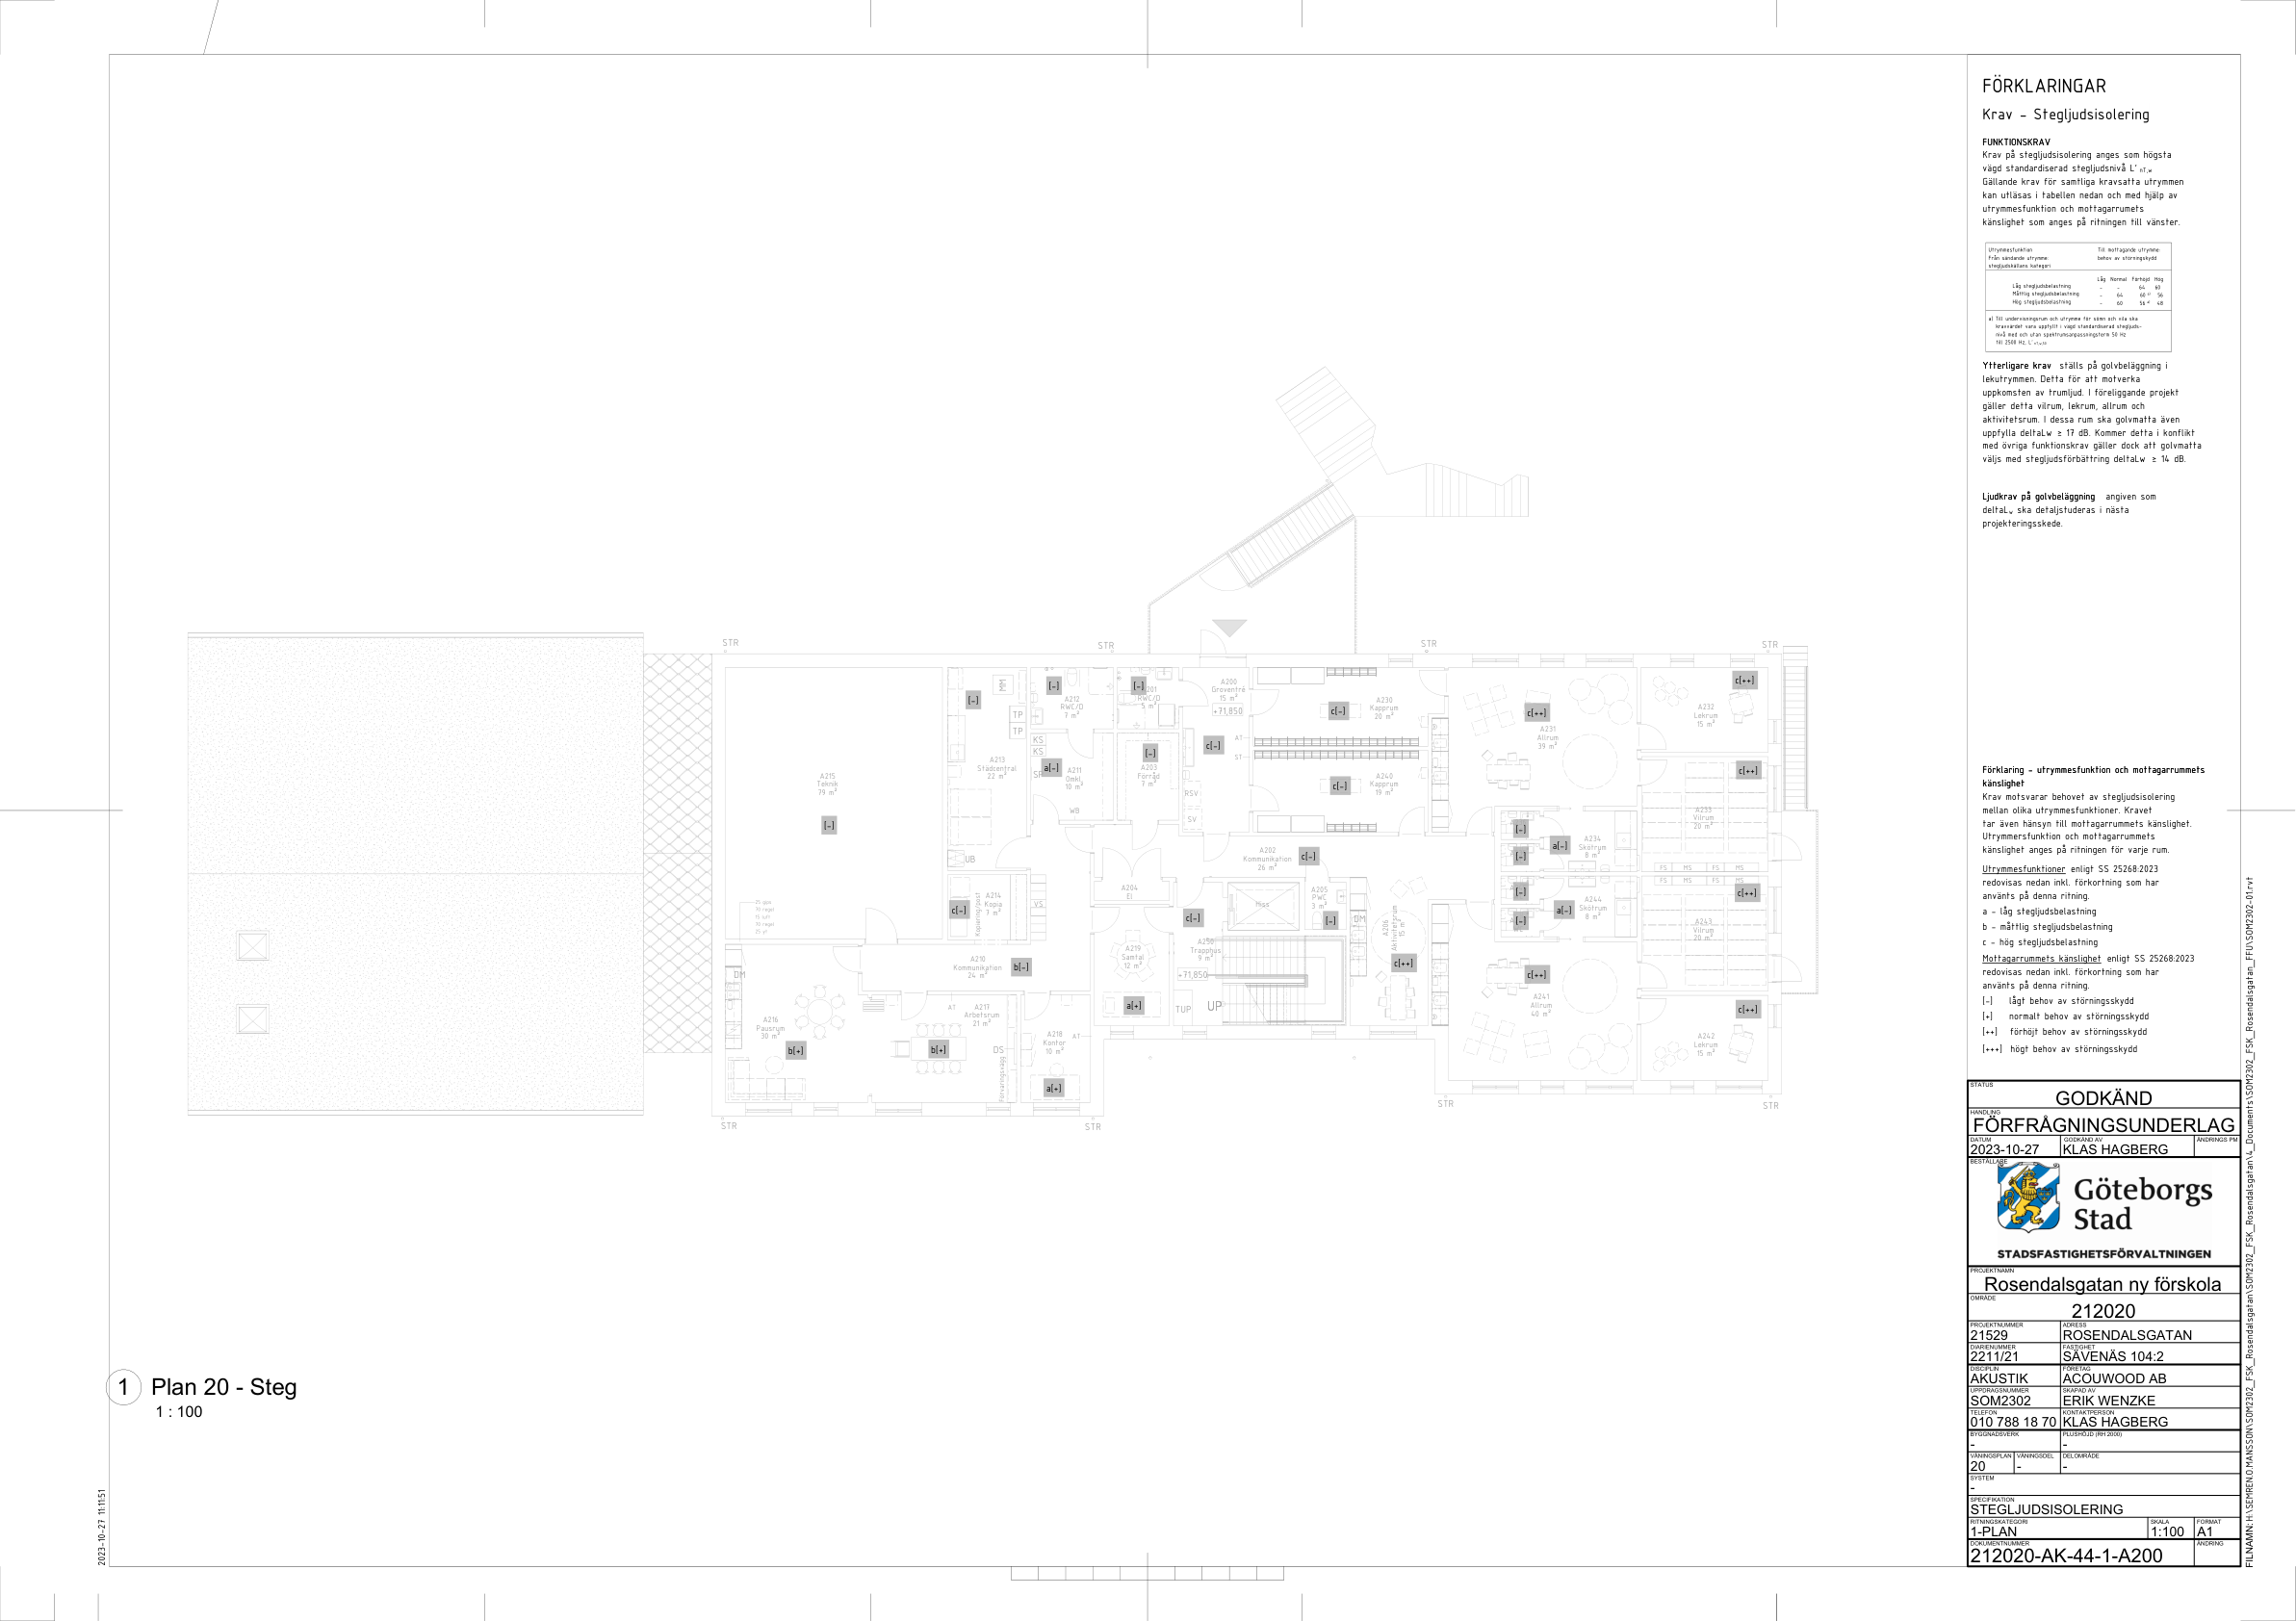 FÖRKLARINGAR
Krav - Stegljudsisolering
FUNKTIONSKRAV
Krav på stegljudsisolering anges som högsta
vägd standardiserad stegljudsnivå L' nT,w
Gällande krav för samtliga kravsatta utrymmen
kan utläsas i tabellen nedan och med hjälp av
utrymmesfunktion och mottagarrumets
känslighet som anges på ritningen till vänster.
Utrymmesfunktion Till mottagande utrymme:
från sändande utrymme: behov av störningskydd
stegljudskällans kategori
Låg Normal Förhöjd Hög
Låg stegljudsbelastning - - 64 60
Måttlig stegljudsbelastning - 64 60 a) 56
Hög stegljudsbelastning - 60 56 a) 48
a) Till undervisningsrum och utrymme för sömn och vila ska
kravvärdet vara uppfyllt i vägd standardiserad stegljuds-
nivå med och utan spektrumsanpassningsterm 50 Hz
till 2500 Hz, L'
Ytterligare krav ställs på golvbeläggning i
lekutrymmen. Detta för att motverka
uppkomsten av trumljud. I föreliggande projekt
gäller detta vilrum, lekrum, allrum och
aktivitetsrum. I dessa rum ska golvmatta även
uppfylla deltaLw ≥ 17 dB. Kommer detta i konflikt
med övriga funktionskrav gäller dock att golvmatta
väljs med stegljudsförbättring deltaLw ≥ 14 dB.
Ljudkrav på golvbeläggning angiven som
deltaLw ska detaljstuderas i nästa
projekteringsskede.
Förklaring - utrymmesfunktion och mottagarrummets
känslighet
Krav motsvarar behovet av stegljudsisolering
mellan olika utrymmesfunktioner. Kravet
tar även hänsyn till mottagarrummets känslighet.
Utrymmersfunktion och mottagarrummets
känslighet anges på ritningen för varje rum.
Utrymmesfunktioner enligt SS 25268:2023
redovisas nedan inkl. förkortning som har
använts på denna ritning.
a - låg stegljudsbelastning
b - måttlig stegljudsbelastning
c - hög stegljudsbelastning
Mottagarrummets känslighet enligt SS 25268:2023
redovisas nedan inkl. förkortning som har
använts på denna ritning.
[-] lågt behov av störningsskydd
[+] normalt behov av störningsskydd
[++] förhöjt behov av störningsskydd
[+++] högt behov av störningsskydd
STR
STR
STR
STR
[-]
MM
TP
TP
A213
Städcentral
22 m²
UB
A215
Teknik
79 m²
[-]
[-]
A212
RWC/D
7 m²
KS
KS
a[-]
A211
Omkl.
10 m²
WB
[-]
RWC/D
5 m²
[-]
A203
Förråd
7 m²
A200
Groventré
15 m²
+71,850
c[-]
AT
ST
RSV
SV
c[-]
A230
Kapprum
20 m²
c[-]
A240
Kapprum
19 m²
c[++]
A231
Allrum
39 m²
c[++]
A232
Lekrum
15 m²
c[++]
A233
Vilrum
20 m²
FS MS FS MS
FS MS FS MS
c[++]
A243
Vilrum
20 m²
[-]
[-]
a[-]
A234
Skötrum
8 m²
[-]
[-]
a[-]
A244
Skötrum
8 m²
A202
Kommunikation
26 m²
c[-]
A204
El
c[-]
A214
Kopia
7 m²
Kopiering/post
VS
c[-]
Hiss
A205
PWC
3 m²
[-]
DM
A206
Aktivitetsrum
15 m²
c[++]
A219
Samtal
12 m²
a[+]
Trapphus
9 m²
+71,850
TUP
UP
A210
Kommunikation
24 m²
b[-]
DM
A216
Pausrum
30 m²
b[+]
AT
A217
Arbetsrum
21 m²
b[+]
DS
Förvaringsvägg
A218
Kontor
10 m²
AT
a[+]
c[++]
A241
Allrum
40 m²
c[++]
A242
Lekrum
15 m²
STR
STR
STR
STR
1 Plan 20 - Steg
1 : 100
2023-10-27 11:11:51
STATUS
GODKÄND
HANDLING
FÖRFRÅGNINGSUNDERLAG
DATUM GODKÄND AV ÄNDRINGS PM
2023-10-27 KLAS HAGBERG
BESTÄLLARE
Göteborgs
Stad
STADSFASTIGHETSFÖRVALTNINGEN
PROJEKTNAMN
Rosendalsgatan ny förskola
OMRÅDE
212020
PROJEKTNUMMER ADRESS
21529 ROSENDALSGATAN
DIARIENUMMER FASTIGHET
2211/21 SÄVENÄS 104:2
DISCIPLIN FÖRETAG
AKUSTIK ACOUWOOD AB
UPPDRAGSNUMMER SKAPAD AV
SOM2302 ERIK WENZKE
TELEFON KONTAKTPERSON
010 788 18 70 KLAS HAGBERG
BYGGNADSVERK PLUSHÖJD (RH 2000)
- -
VÅNINGSPLAN VÅNINGSDEL DELOMRÅDE
20 - -
SYSTEM
-
SPECIFIKATION
STEGLJUDSISOLERING
RITNINGSKATEGORI SKALA FORMAT
1-PLAN 1:100 A1
DOKUMENTNUMMER ÄNDRING
212020-AK-44-1-A200
FILNAMN: H:\SEMREN.O.MANSSON\SOM2302_FSK_Rosendalsgatan\SOM2302_FSK_Rosendalsgatan\4_Documents\SOM2302_FSK_Rosendalsgatan_FFU\SOM2302-01.rvt